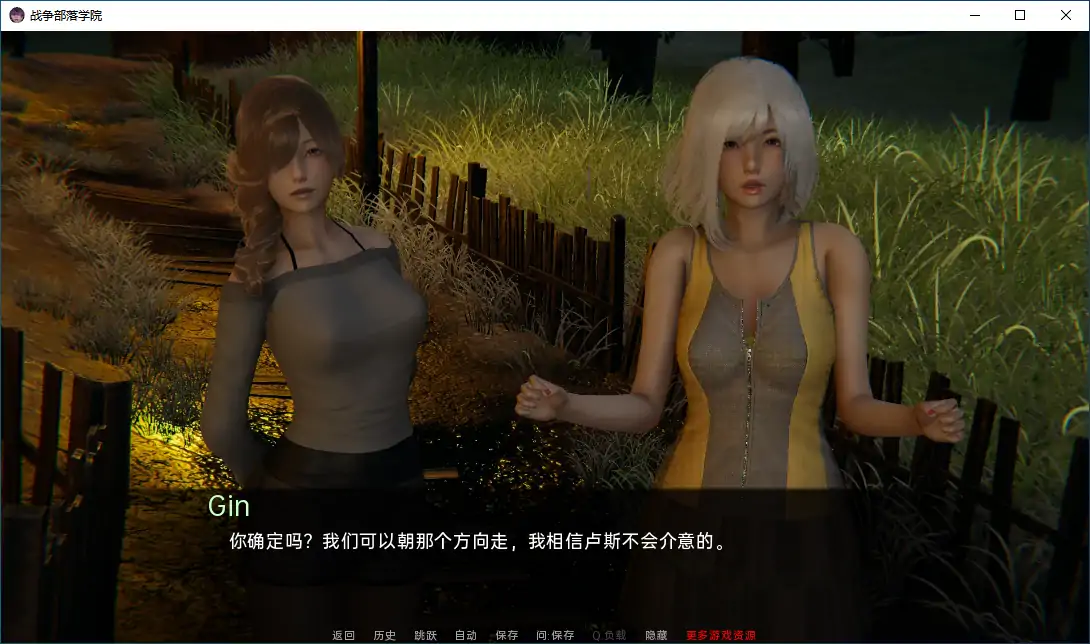 战争部落学院
Gin
你确定吗？我们可以朝那个方向走，我相信卢斯不会介意的。
返回 历史 跳跃 自动 保存 问:保存 Q.负载 隐藏 更多游戏资源